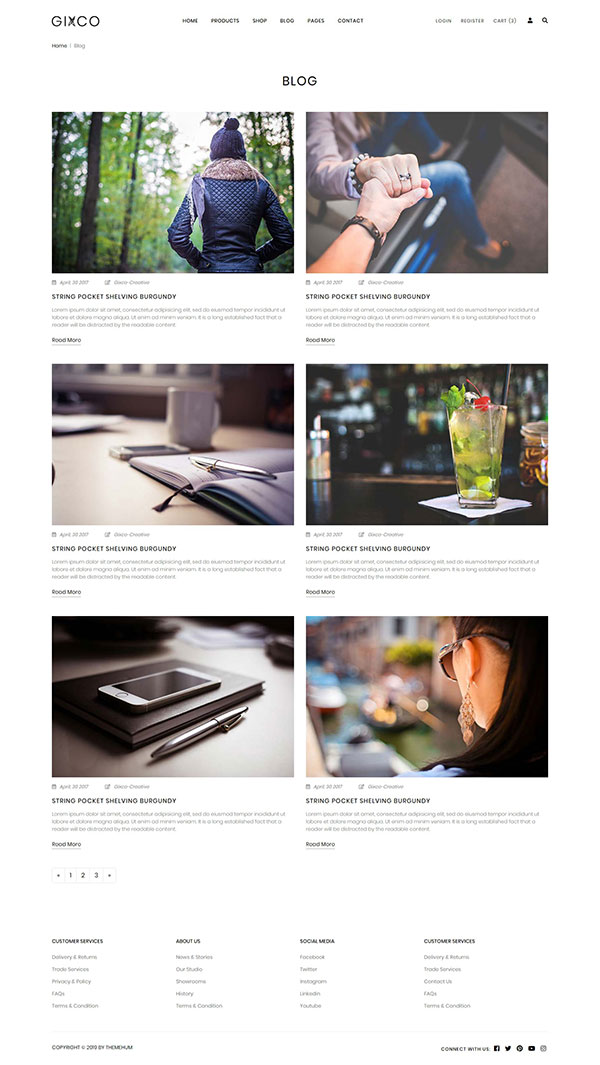 GIXCO HOME PRODUCTS SHOP BLOG PAGES CONTACT LOGIN REGISTER CART (3)
Home | Blog
BLOG
April, 30 2017 Gixco-Creative
STRING POCKET SHELVING BURGUNDY
Lorem ipsum dolor sit amet, consectetur adipisicing elit, sed do eiusmod tempor incididunt ut
labore et dolore magna aliqua. Ut enim ad minim veniam. It is a long established fact that a
reader will be distracted by the readable content
Read More
April, 30 2017 Gixco-Creative
STRING POCKET SHELVING BURGUNDY
Lorem ipsum dolor sit amet, consectetur adipisicing elit, sed do eiusmod tempor incididunt ut
labore et dolore magna aliqua. Ut enim ad minim veniam. It is a long established fact that a
reader will be distracted by the readable content
Read More
April, 30 2017 Gixco-Creative
STRING POCKET SHELVING BURGUNDY
Lorem ipsum dolor sit amet, consectetur adipisicing elit, sed do eiusmod tempor incididunt ut
labore et dolore magna aliqua. Ut enim ad minim veniam. It is a long established fact that a
reader will be distracted by the readable content
Read More
April, 30 2017 Gixco-Creative
STRING POCKET SHELVING BURGUNDY
Lorem ipsum dolor sit amet, consectetur adipisicing elit, sed do eiusmod tempor incididunt ut
labore et dolore magna aliqua. Ut enim ad minim veniam. It is a long established fact that a
reader will be distracted by the readable content
Read More
April, 30 2017 Gixco-Creative
STRING POCKET SHELVING BURGUNDY
Lorem ipsum dolor sit amet, consectetur adipisicing elit, sed do eiusmod tempor incididunt ut
labore et dolore magna aliqua. Ut enim ad minim veniam. It is a long established fact that a
reader will be distracted by the readable content
Read More
April, 30 2017 Gixco-Creative
STRING POCKET SHELVING BURGUNDY
Lorem ipsum dolor sit amet, consectetur adipisicing elit, sed do eiusmod tempor incididunt ut
labore et dolore magna aliqua. Ut enim ad minim veniam. It is a long established fact that a
reader will be distracted by the readable content
Read More
« 1 2 3 »
CUSTOMER SERVICES
Delivery & Returns
Trade Services
Privacy & Policy
FAQs
Terms & Condition
ABOUT US
News & Stories
Our Studio
Showrooms
History
Terms & Condition
SOCIAL MEDIA
Facebook
Twitter
Instagram
Linkedin
Youtube
CUSTOMER SERVICES
Delivery & Returns
Trade Services
Contact Us
FAQs
Terms & Condition
COPYRIGHT © 2019 BY THEMEHUM
CONNECT WITH US: